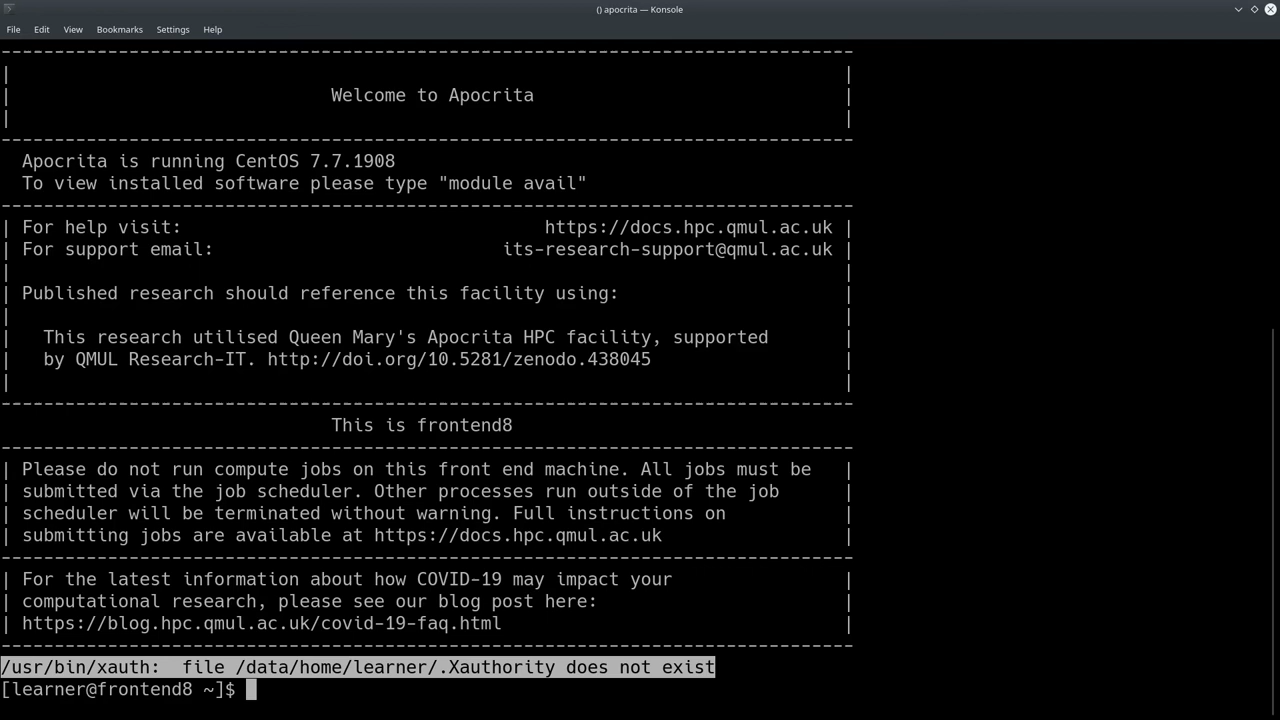 () apocrita — Konsole
File Edit View Bookmarks Settings Help
--------------------------------------------------------------------------------
| |
| Welcome to Apocrita |
| |
--------------------------------------------------------------------------------
Apocrita is running CentOS 7.7.1908
To view installed software please type "module avail"
--------------------------------------------------------------------------------
| For help visit: https://docs.hpc.qmul.ac.uk |
| For support email: its-research-support@qmul.ac.uk |
| |
| Published research should reference this facility using: |
| |
| This research utilised Queen Mary's Apocrita HPC facility, supported |
| by QMUL Research-IT. http://doi.org/10.5281/zenodo.438045 |
| |
--------------------------------------------------------------------------------
This is frontend8
--------------------------------------------------------------------------------
| Please do not run compute jobs on this front end machine. All jobs must be |
| submitted via the job scheduler. Other processes run outside of the job |
| scheduler will be terminated without warning. Full instructions on |
| submitting jobs are available at https://docs.hpc.qmul.ac.uk |
--------------------------------------------------------------------------------
| For the latest information about how COVID-19 may impact your |
| computational research, please see our blog post here: |
| https://blog.hpc.qmul.ac.uk/covid-19-faq.html |
--------------------------------------------------------------------------------
/usr/bin/xauth:  file /data/home/learner/.Xauthority does not exist
[learner@frontend8 ~]$